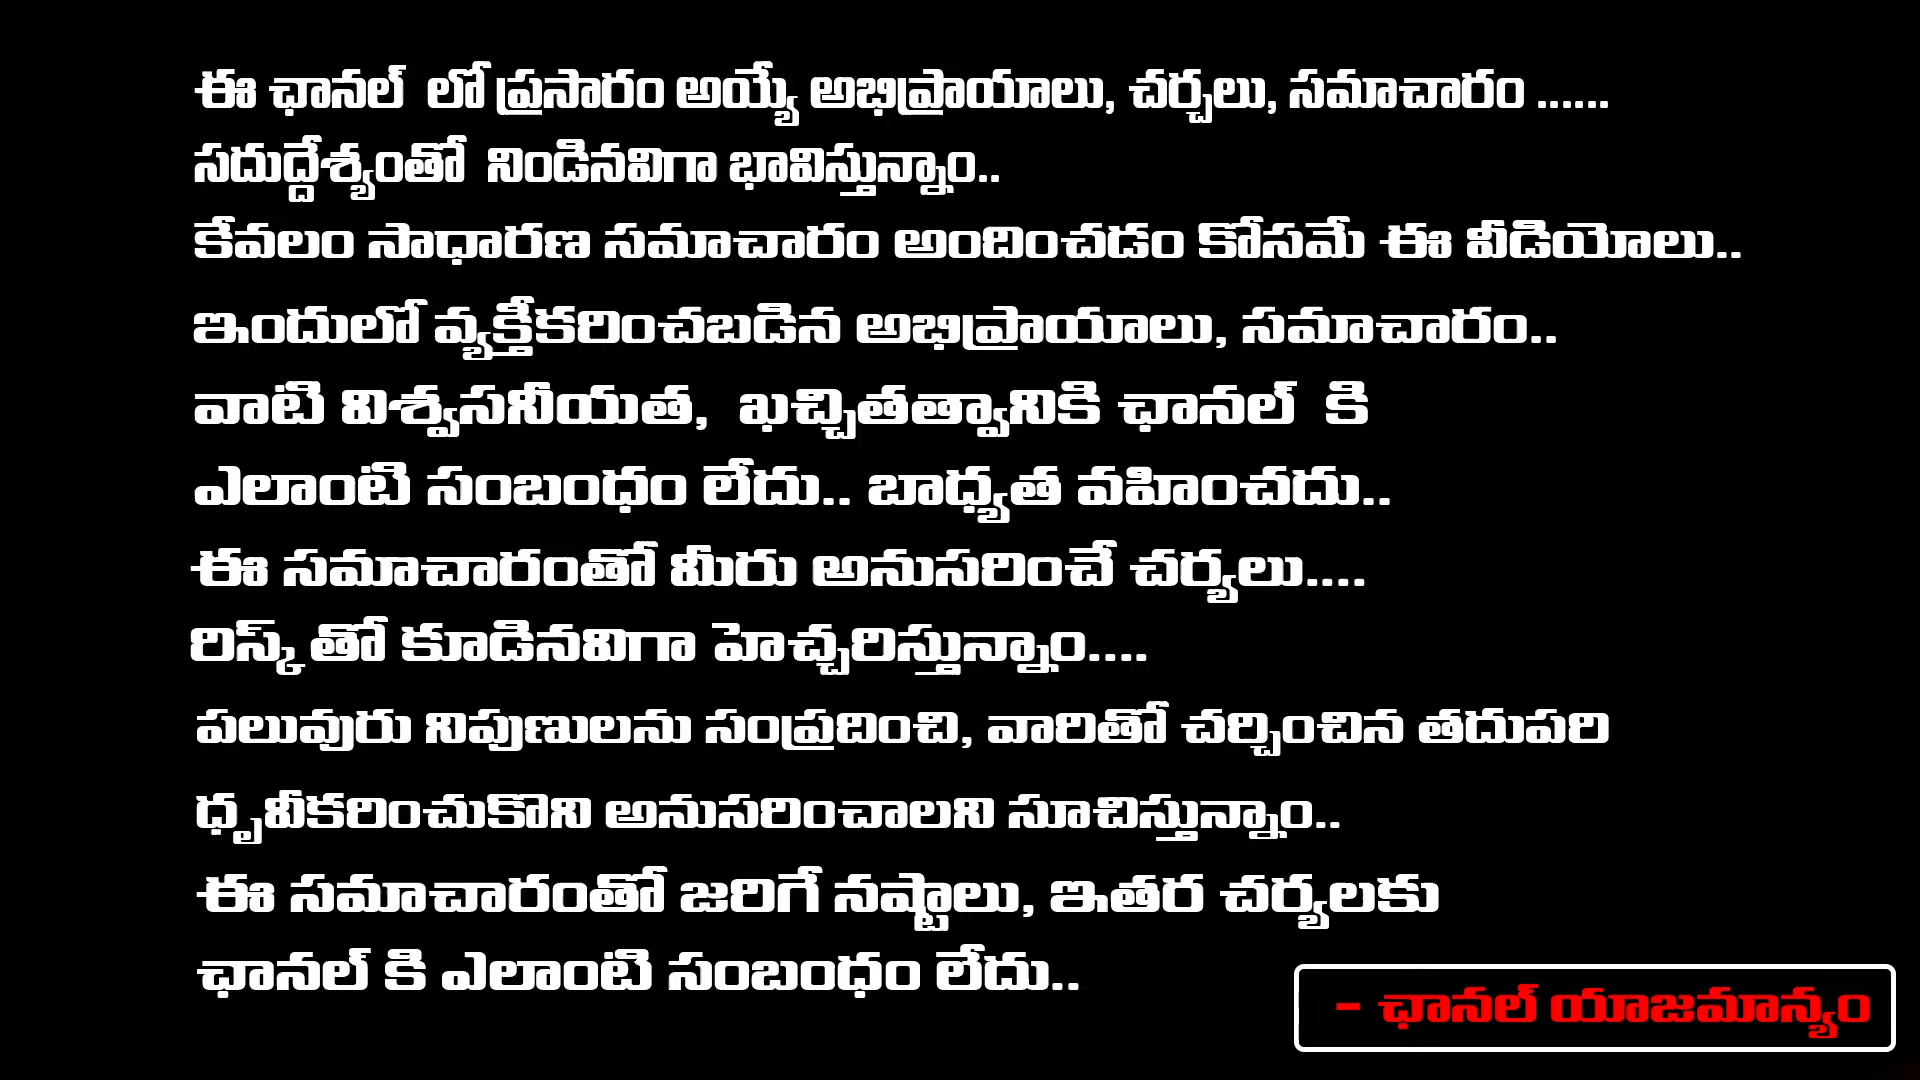 ఈ ఛానల్ లో ప్రసారం అయ్యే అభిప్రాయాలు, చర్చలు, సమాచారం ......
సదుద్దేశ్యంతో నిండినవిగా భావిస్తున్నాం..
కేవలం సాధారణ సమాచారం అందించడం కోసమే ఈ వీడియోలు..
ఇందులో వ్యక్తీకరించబడిన అభిప్రాయాలు, సమాచారం..
వాటి విశ్వసనీయత, ఖచ్చితత్వానికి ఛానల్ కి
ఎలాంటి సంబంధం లేదు.. బాధ్యత వహించదు..
ఈ సమాచారంతో మీరు అనుసరించే చర్యలు....
రిస్క్ తో కూడినవిగా హెచ్చరిస్తున్నాం....
పలువురు నిపుణులను సంప్రదించి, వారితో చర్చించిన తదుపరి
ధృవీకరించుకొని అనుసరించాలని సూచిస్తున్నాం..
ఈ సమాచారంతో జరిగే నష్టాలు, ఇతర చర్యలకు
ఛానల్ కి ఎలాంటి సంబంధం లేదు..
- ఛానల్ యాజమాన్యం